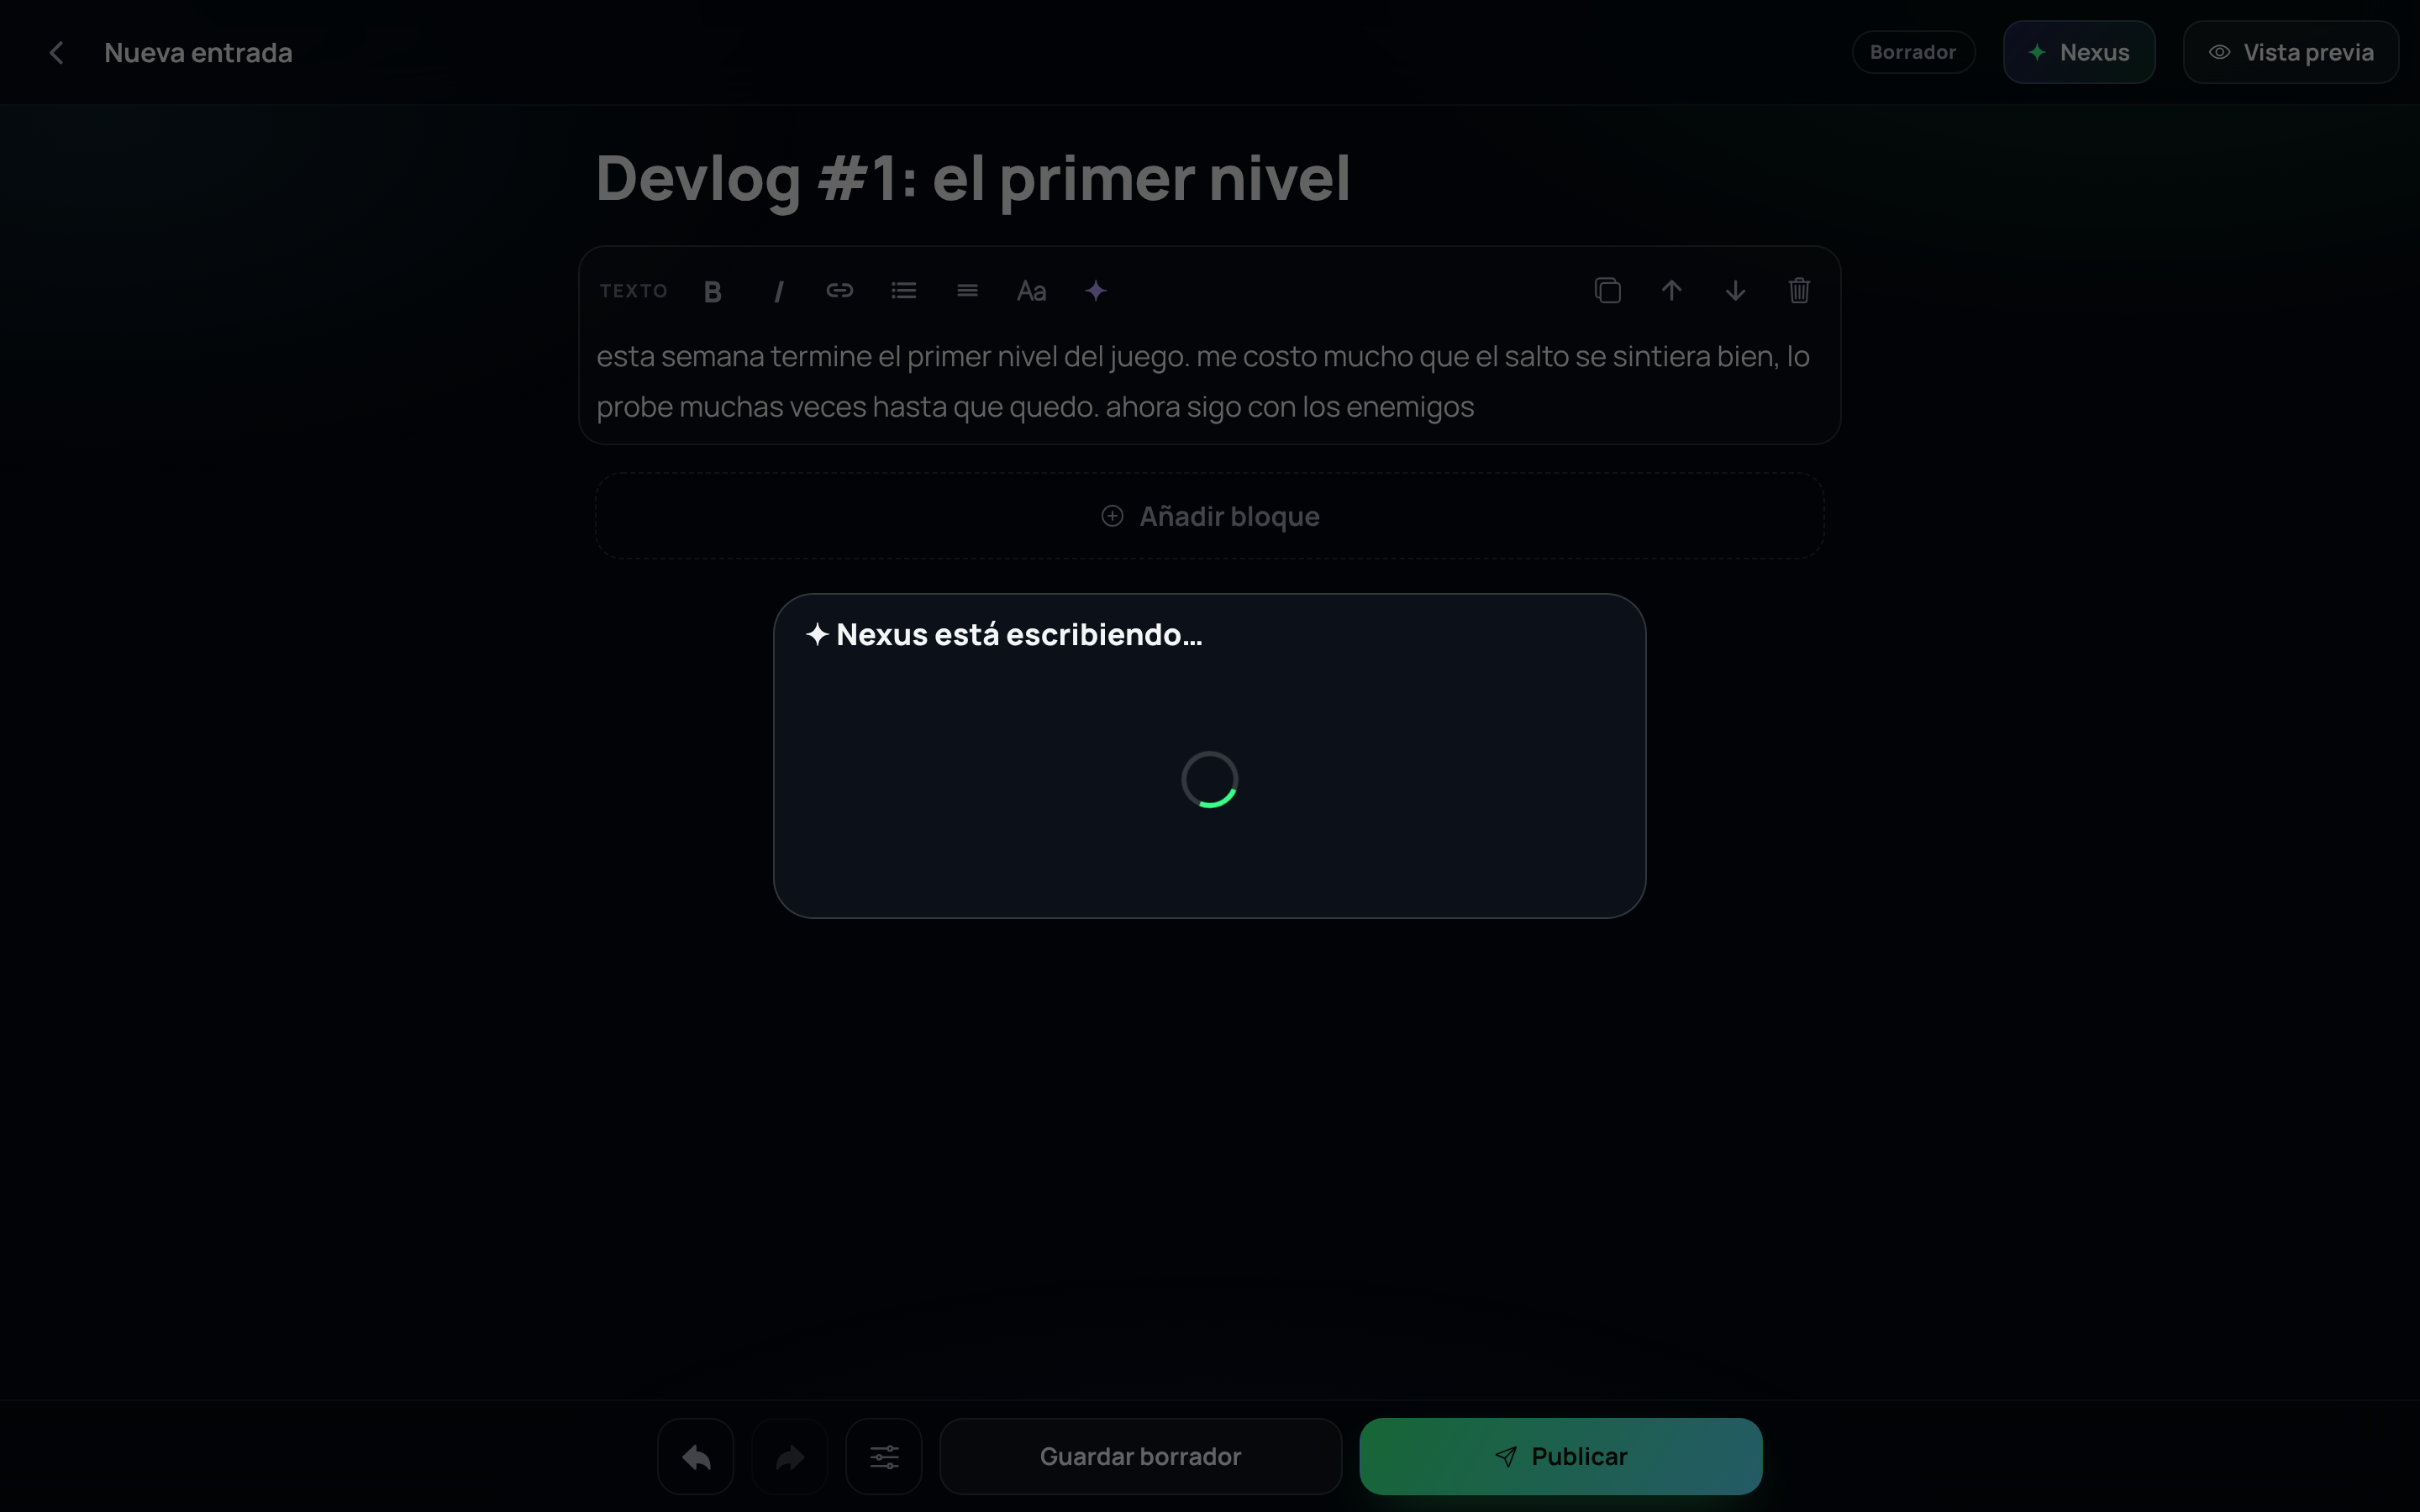 Nueva entrada
Borrador
Nexus
Vista previa
Devlog #1: el primer nivel
TEXTO
B
I
Aa
esta semana termine el primer nivel del juego. me costo mucho que el salto se sintiera bien, lo
probe muchas veces hasta que quedo. ahora sigo con los enemigos
Añadir bloque
Nexus está escribiendo...
Guardar borrador
Publicar